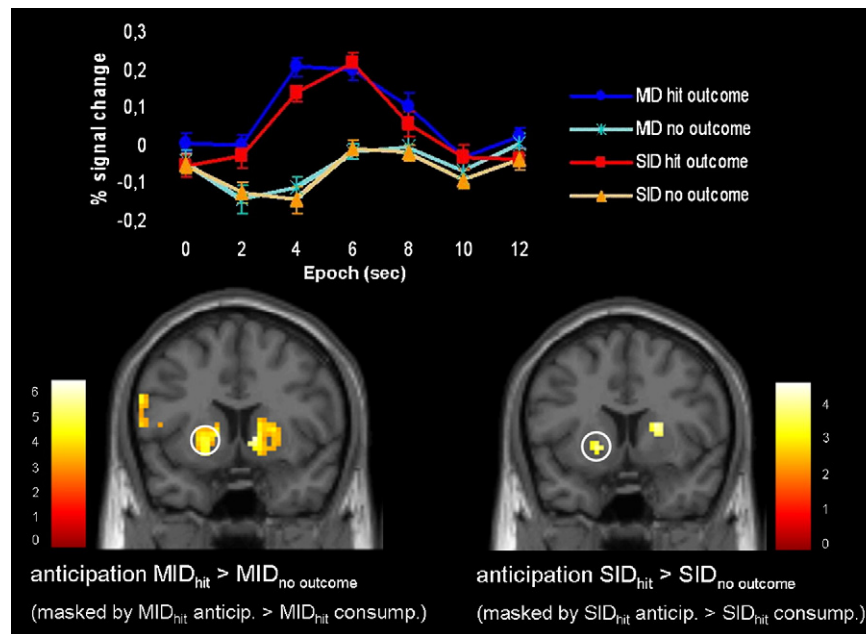 0,3
0,2
0,1
0
-0,1
-0,2
% signal change
0 2 4 6 8 10 12
Epoch (sec)
MID hit outcome
MID no outcome
SID hit outcome
SID no outcome
6
5
4
3
2
1
0
4
3
2
1
0
anticipation MIDhit > MIDno outcome
(masked by MIDhit anticip. > MIDhit consump.)
anticipation SIDhit > SIDno outcome
(masked by SIDhit anticip. > SIDhit consump.)